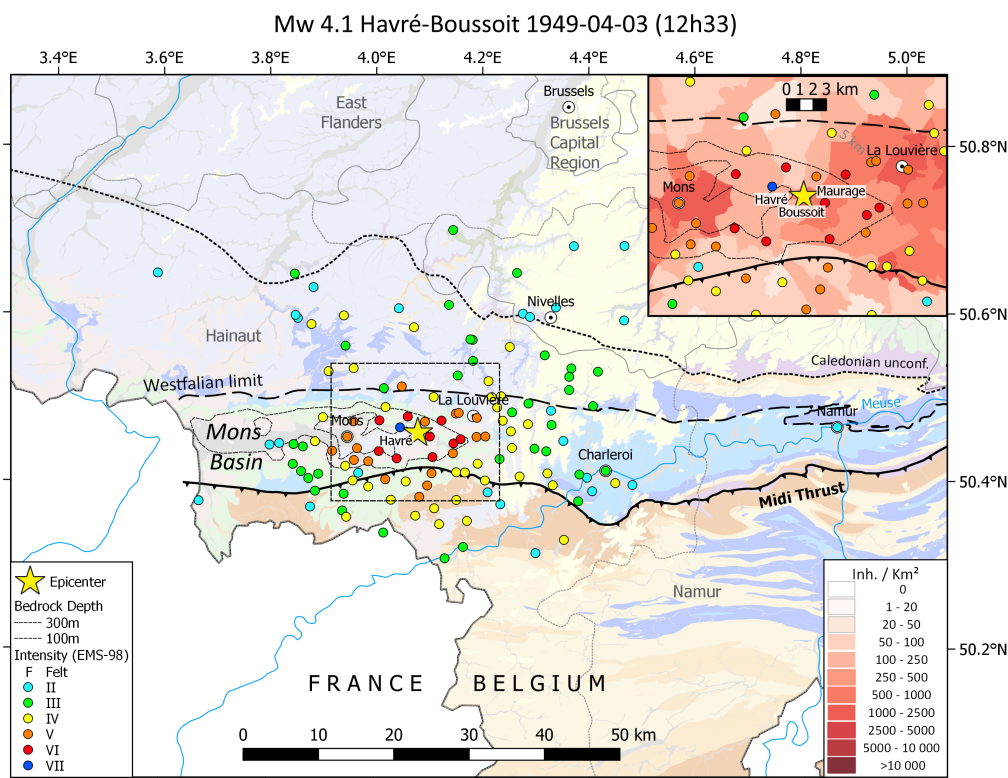 Mw 4.1 Havré-Boussoit 1949-04-03 (12h33)
3.4°E 3.6°E 3.8°E 4.0°E 4.2°E 4.4°E 4.6°E 4.8°E 5.0°E
50.8°N
50.6°N
50.4°N
50.2°N
East
Flanders
Brussels
Brussels
Capital
Region
0 1 2 3 km
5 km
La Louvière
Mons
Maurage
Havré
Boussoit
Nivelles
Hainaut
Caledonian unconf.
Westfalian limit
La Louvière
Namur
Meuse
Mons
Basin
Mons
Havré
Charleroi
Midi Thrust
Namur
FRANCE
BELGIUM
0 10 20 30 40 50 km
Epicenter
Bedrock Depth
300m
100m
Intensity (EMS-98)
F Felt
II
III
IV
V
VI
VII
Inh. / Km²
0
1 - 20
20 - 50
50 - 100
100 - 250
250 - 500
500 - 1000
1000 - 2500
2500 - 5000
5000 - 10 000
>10 000